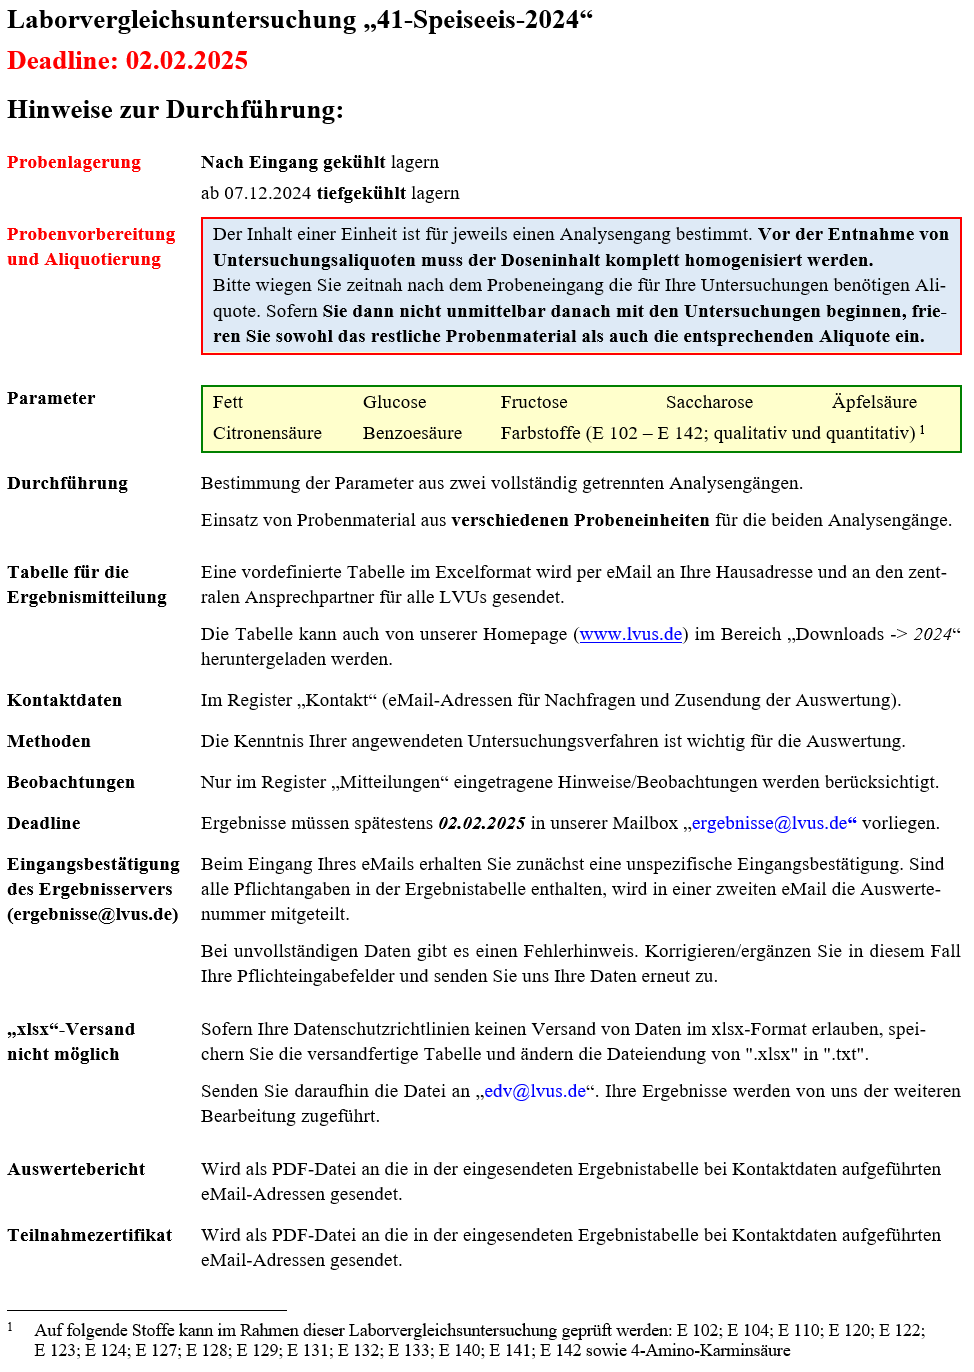 Laborvergleichsuntersuchung „41-Speiseeis-2024“
Deadline: 02.02.2025
Hinweise zur Durchführung:
Probenlagerung Nach Eingang gekühlt lagern
ab 07.12.2024 tiefgekühlt lagern
Probenvorbereitung und Aliquotierung
Der Inhalt einer Einheit ist für jeweils einen Analysengang bestimmt. Vor der Entnahme von
Untersuchungsaliquoten muss der Doseninhalt komplett homogenisiert werden.
Bitte wiegen Sie zeitnah nach dem Probeneingang die für Ihre Untersuchungen benötigen Ali-
quote. Sofern Sie dann nicht unmittelbar danach mit den Untersuchungen beginnen, frie-
ren Sie sowohl das restliche Probenmaterial als auch die entsprechenden Aliquote ein.
Parameter
Fett Glucose Fructose Saccharose Äpfelsäure
Citronensäure Benzoesäure Farbstoffe (E 102 – E 142; qualitativ und quantitativ) 1
Durchführung Bestimmung der Parameter aus zwei vollständig getrennten Analysengängen.
Einsatz von Probenmaterial aus verschiedenen Probeneinheiten für die beiden Analysengänge.
Tabelle für die Eine vordefinierte Tabelle im Excelformat wird per eMail an Ihre Hausadresse und an den zent-
Ergebnismitteilung ralen Ansprechpartner für alle LVUs gesendet.
Die Tabelle kann auch von unserer Homepage (www.lvus.de) im Bereich „Downloads -> 2024“
heruntergeladen werden.
Kontaktdaten Im Register „Kontakt“ (eMail-Adressen für Nachfragen und Zusendung der Auswertung).
Methoden Die Kenntnis Ihrer angewendeten Untersuchungsverfahren ist wichtig für die Auswertung.
Beobachtungen Nur im Register „Mitteilungen“ eingetragene Hinweise/Beobachtungen werden berücksichtigt.
Deadline Ergebnisse müssen spätestens 02.02.2025 in unserer Mailbox „ergebnisse@lvus.de“ vorliegen.
Eingangsbestätigung Beim Eingang Ihres eMails erhalten Sie zunächst eine unspezifische Eingangsbestätigung. Sind
des Ergebnisservers alle Pflichtangaben in der Ergebnistabelle enthalten, wird in einer zweiten eMail die Auswerte-
(ergebnisse@lvus.de) nummer mitgeteilt.
Bei unvollständigen Daten gibt es einen Fehlerhinweis. Korrigieren/ergänzen Sie in diesem Fall
Ihre Pflichteingabefelder und senden Sie uns Ihre Daten erneut zu.
„xlsx“-Versand Sofern Ihre Datenschutzrichtlinien keinen Versand von Daten im xlsx-Format erlauben, spei-
nicht möglich chern Sie die versandfertige Tabelle und ändern die Dateiendung von ".xlsx" in ".txt".
Senden Sie daraufhin die Datei an „edv@lvus.de“. Ihre Ergebnisse werden von uns der weiteren
Bearbeitung zugeführt.
Auswertebericht Wird als PDF-Datei an die in der eingesendeten Ergebnistabelle bei Kontaktdaten aufgeführten
eMail-Adressen gesendet.
Teilnahmezertifikat Wird als PDF-Datei an die in der eingesendeten Ergebnistabelle bei Kontaktdaten aufgeführten
eMail-Adressen gesendet.
1 Auf folgende Stoffe kann im Rahmen dieser Laborvergleichsuntersuchung geprüft werden: E 102; E 104; E 110; E 120; E 122;
E 123; E 124; E 127; E 128; E 129; E 131; E 132; E 133; E 140; E 141; E 142 sowie 4-Amino-Karminsäure